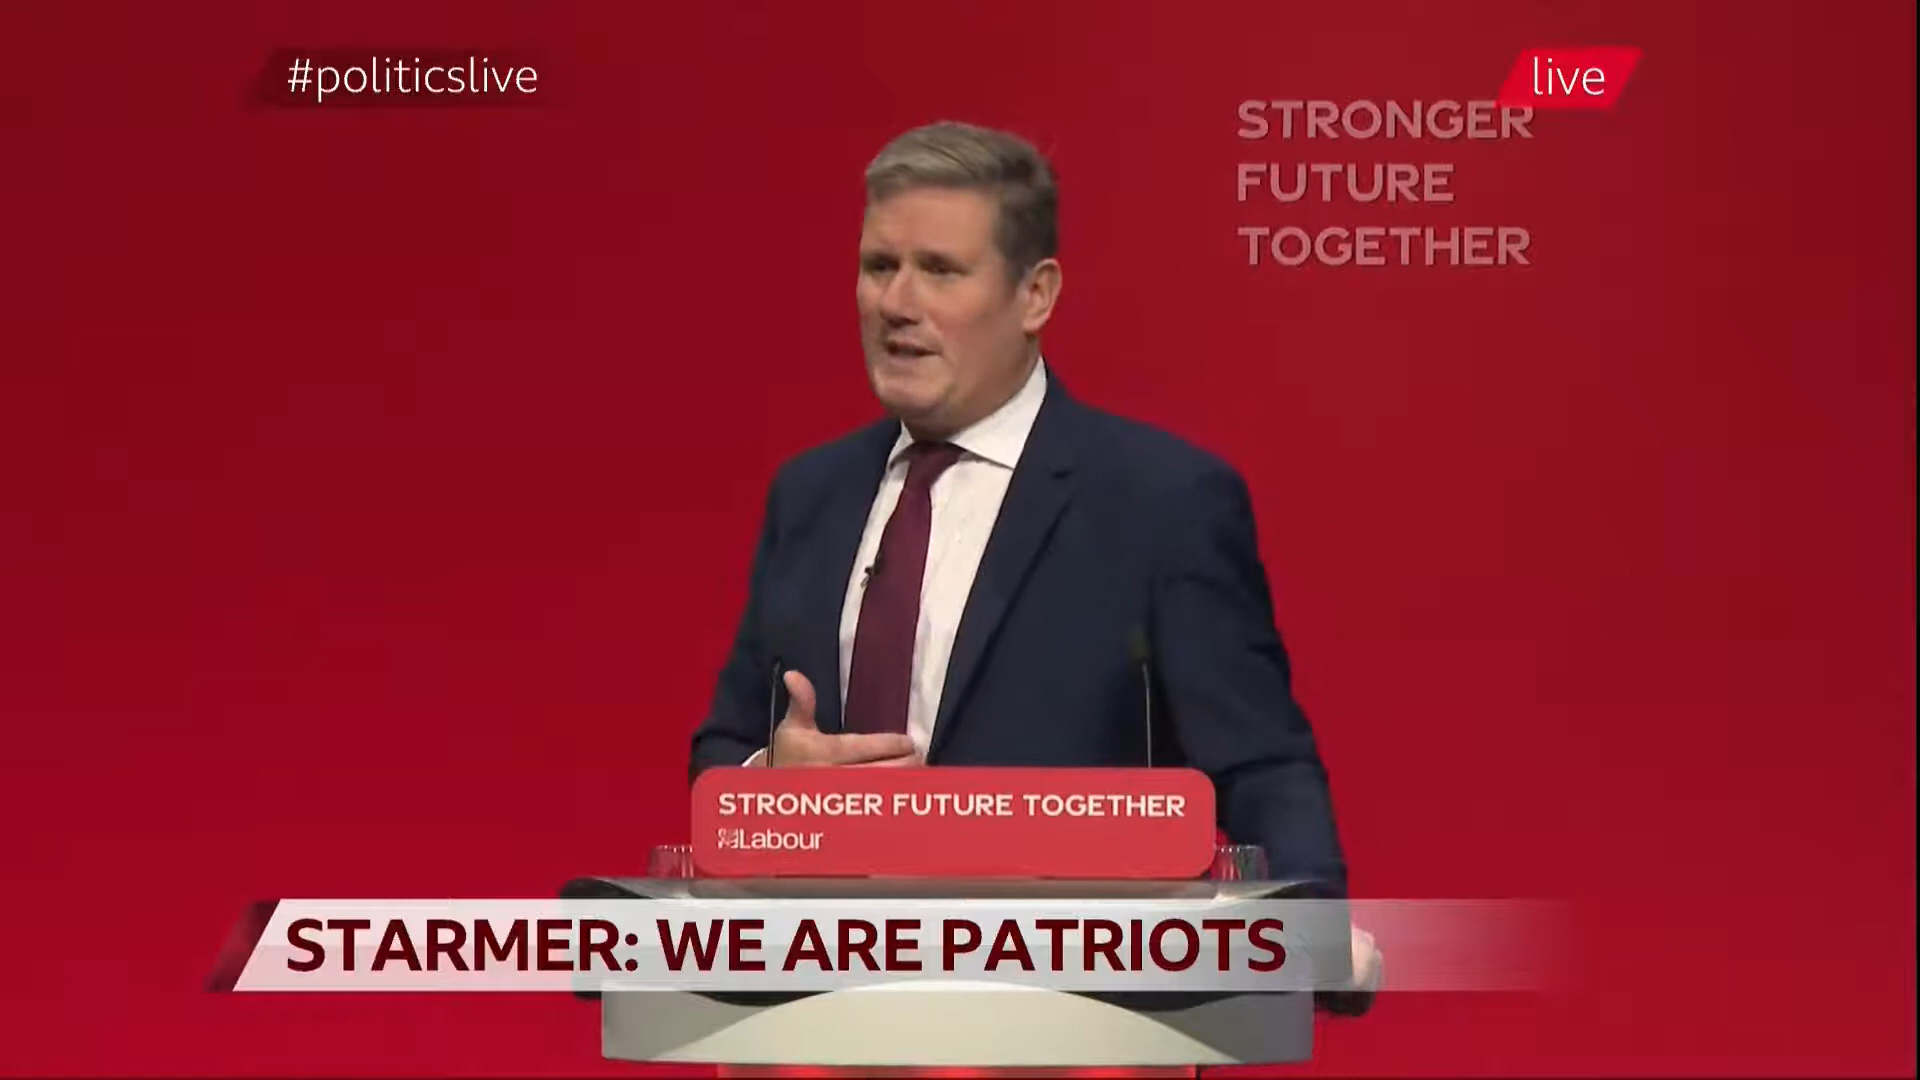 #politicslive
live
STRONGER
FUTURE
TOGETHER
STRONGER FUTURE TOGETHER
Labour
STARMER: WE ARE PATRIOTS